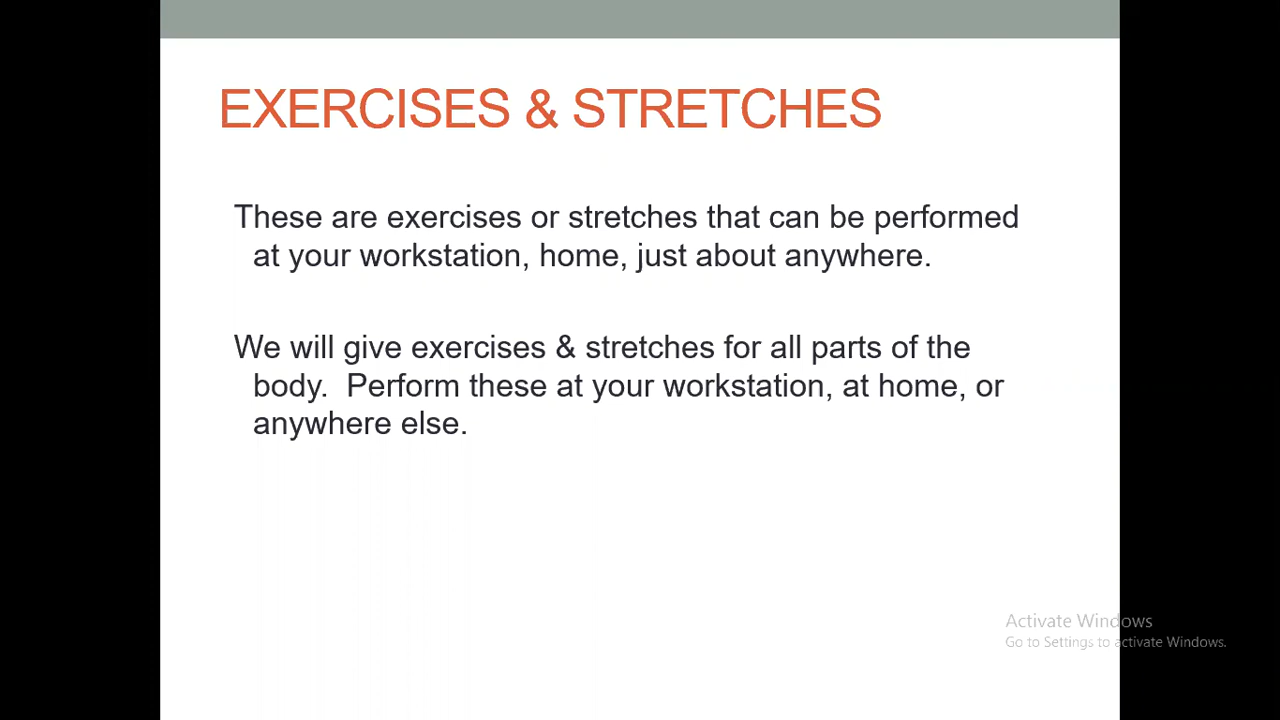 EXERCISES & STRETCHES
These are exercises or stretches that can be performed
at your workstation, home, just about anywhere.
We will give exercises & stretches for all parts of the
body.  Perform these at your workstation, at home, or
anywhere else.
Activate Windows
Go to Settings to activate Windows.